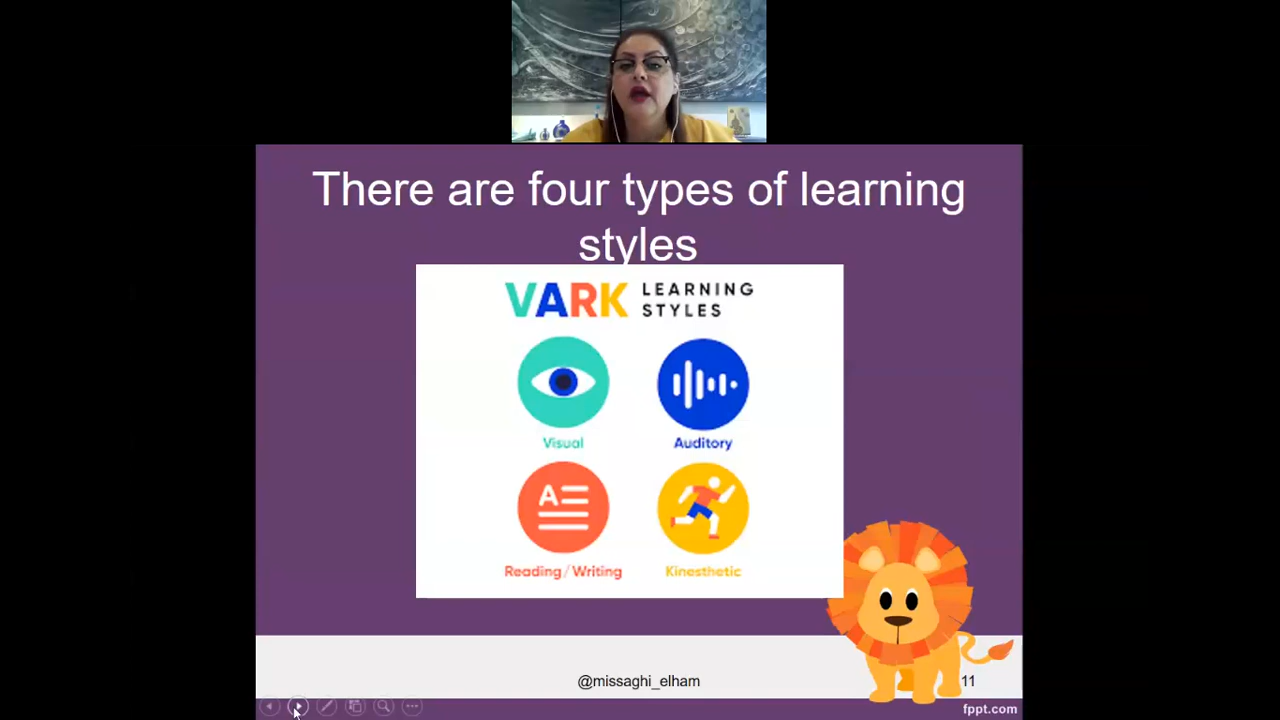 There are four types of learning
styles
VARK LEARNING
STYLES
Visual
Auditory
A
Reading/Writing
Kinesthetic
@missaghi_elham
11
fppt.com